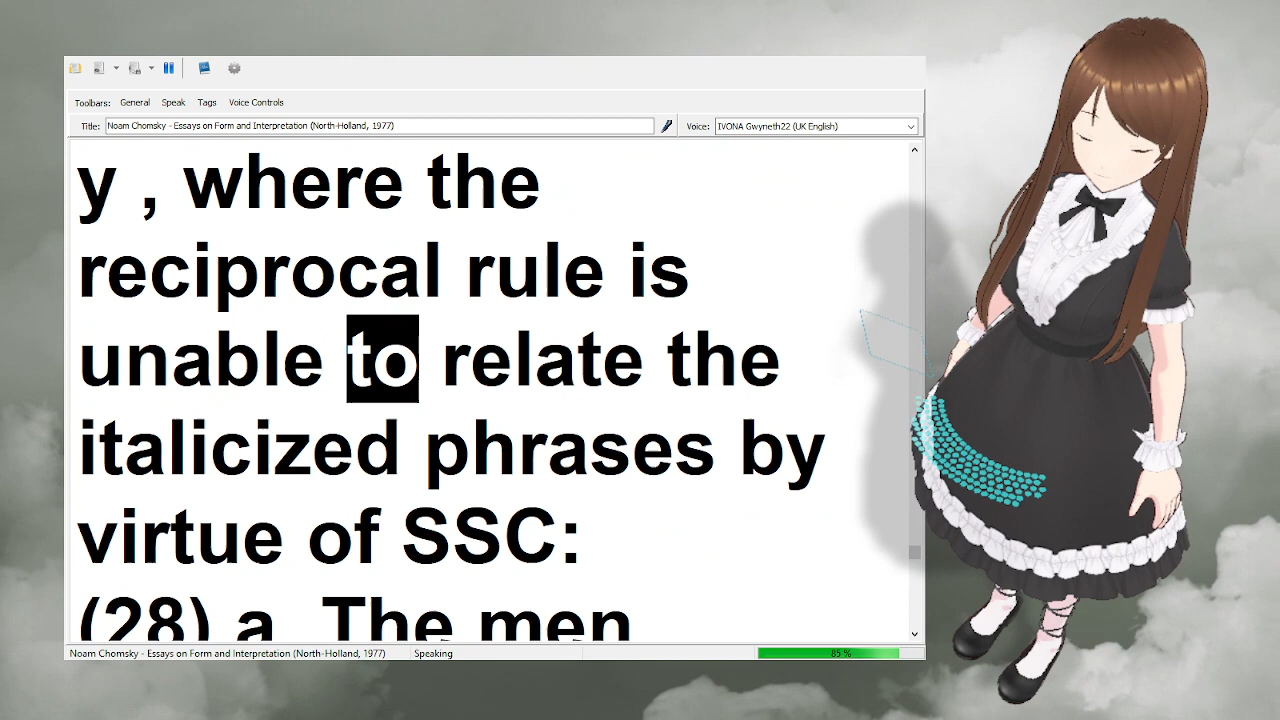 Toolbars: General Speak Tags Voice Controls
Title: Noam Chomsky - Essays on Form and Interpretation (North-Holland, 1977) Voice: IVONA Gwyneth22 (UK English)
y , where the
reciprocal rule is
unable to relate the
italicized phrases by
virtue of SSC:
(28) a. The men
Noam Chomsky - Essays on Form and Interpretation (North-Holland, 1977) Speaking 85 %